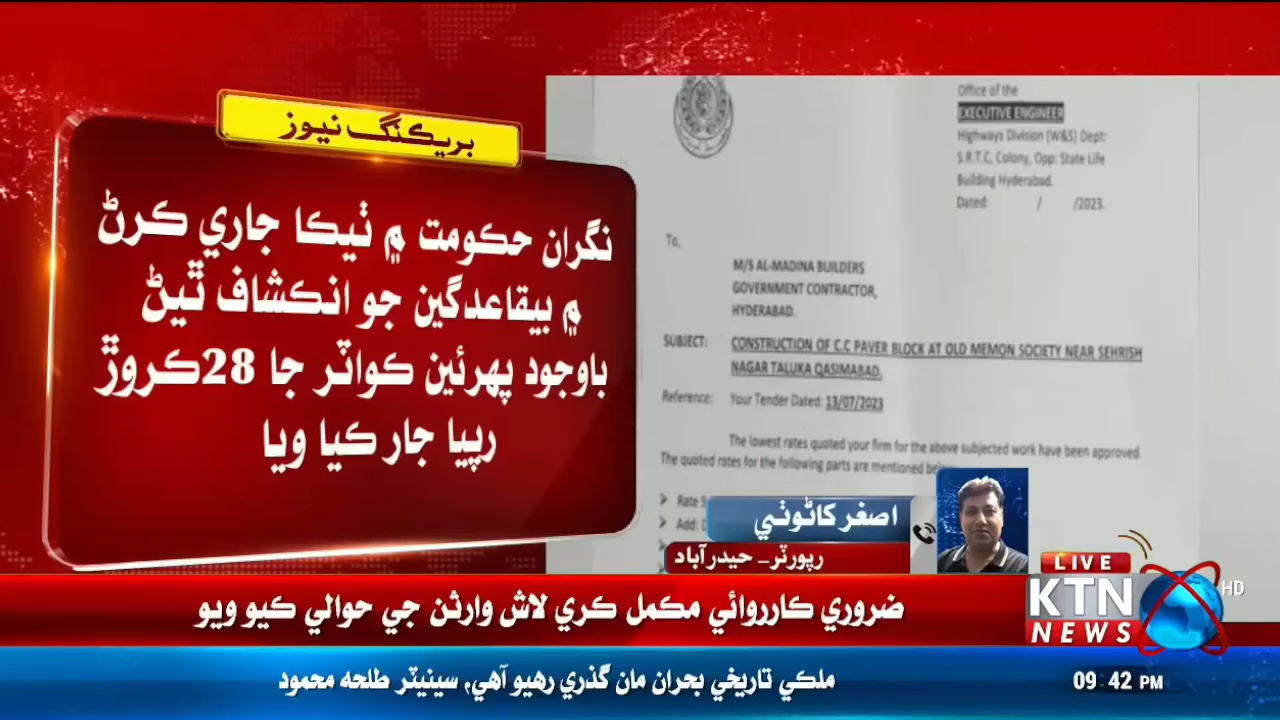 بريڪنگ نيوز
نگران حڪومت ۾ ٺيڪا جاري ڪرڻ
۾ بيقاعدگين جو انڪشاف ٿيڻ
باوجود پهرئين ڪواٽر جا 28ڪروڙ
رپيا جار ڪيا ويا
Office of the
EXECUTIVE ENGINEER
Highways Division (W&S) Dept:
S.R.T.C, Colony, Opp: State Life
Building Hyderabad.
Dated: / /2023.
To,
M/S AL-MADINA BUILDERS
GOVERNMENT CONTRACTOR,
HYDERABAD.
SUBJECT: CONSTRUCTION OF C.C PAVER BLOCK AT OLD MEMON SOCIETY NEAR SEHRISH
NAGAR TALUKA QASIMABAD.
Reference: Your Tender Dated: 13/07/2023
The lowest rates quoted your firm for the above subjected work have been approved
The quoted rates for the following parts are mentioned
Rate
Add:
اصغر ڪاٺوٺي
رپورٽر- حيدرآباد
LIVE
KTN
NEWS
HD
ضروري ڪارروائي مڪمل ڪري لاش وارثن جي حوالي ڪيو ويو
ملڪي تاريخي بحران مان گذري رهيو آهي، سينيٽر طلحه محمود
09:42 PM